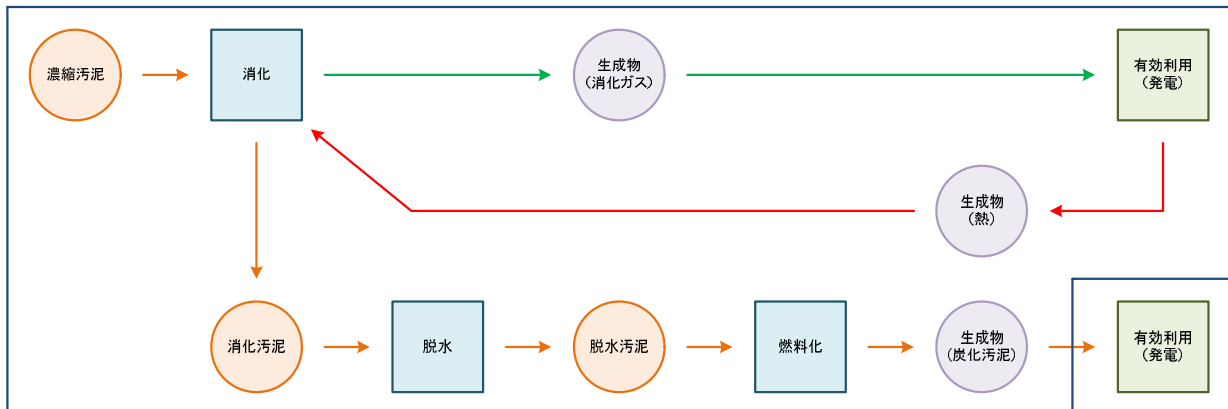 濃縮汚泥
消化
生成物
（消化ガス）
有効利用
（発電）
生成物
（熱）
消化汚泥
脱水
脱水汚泥
燃料化
生成物
（炭化汚泥）
有効利用
（発電）